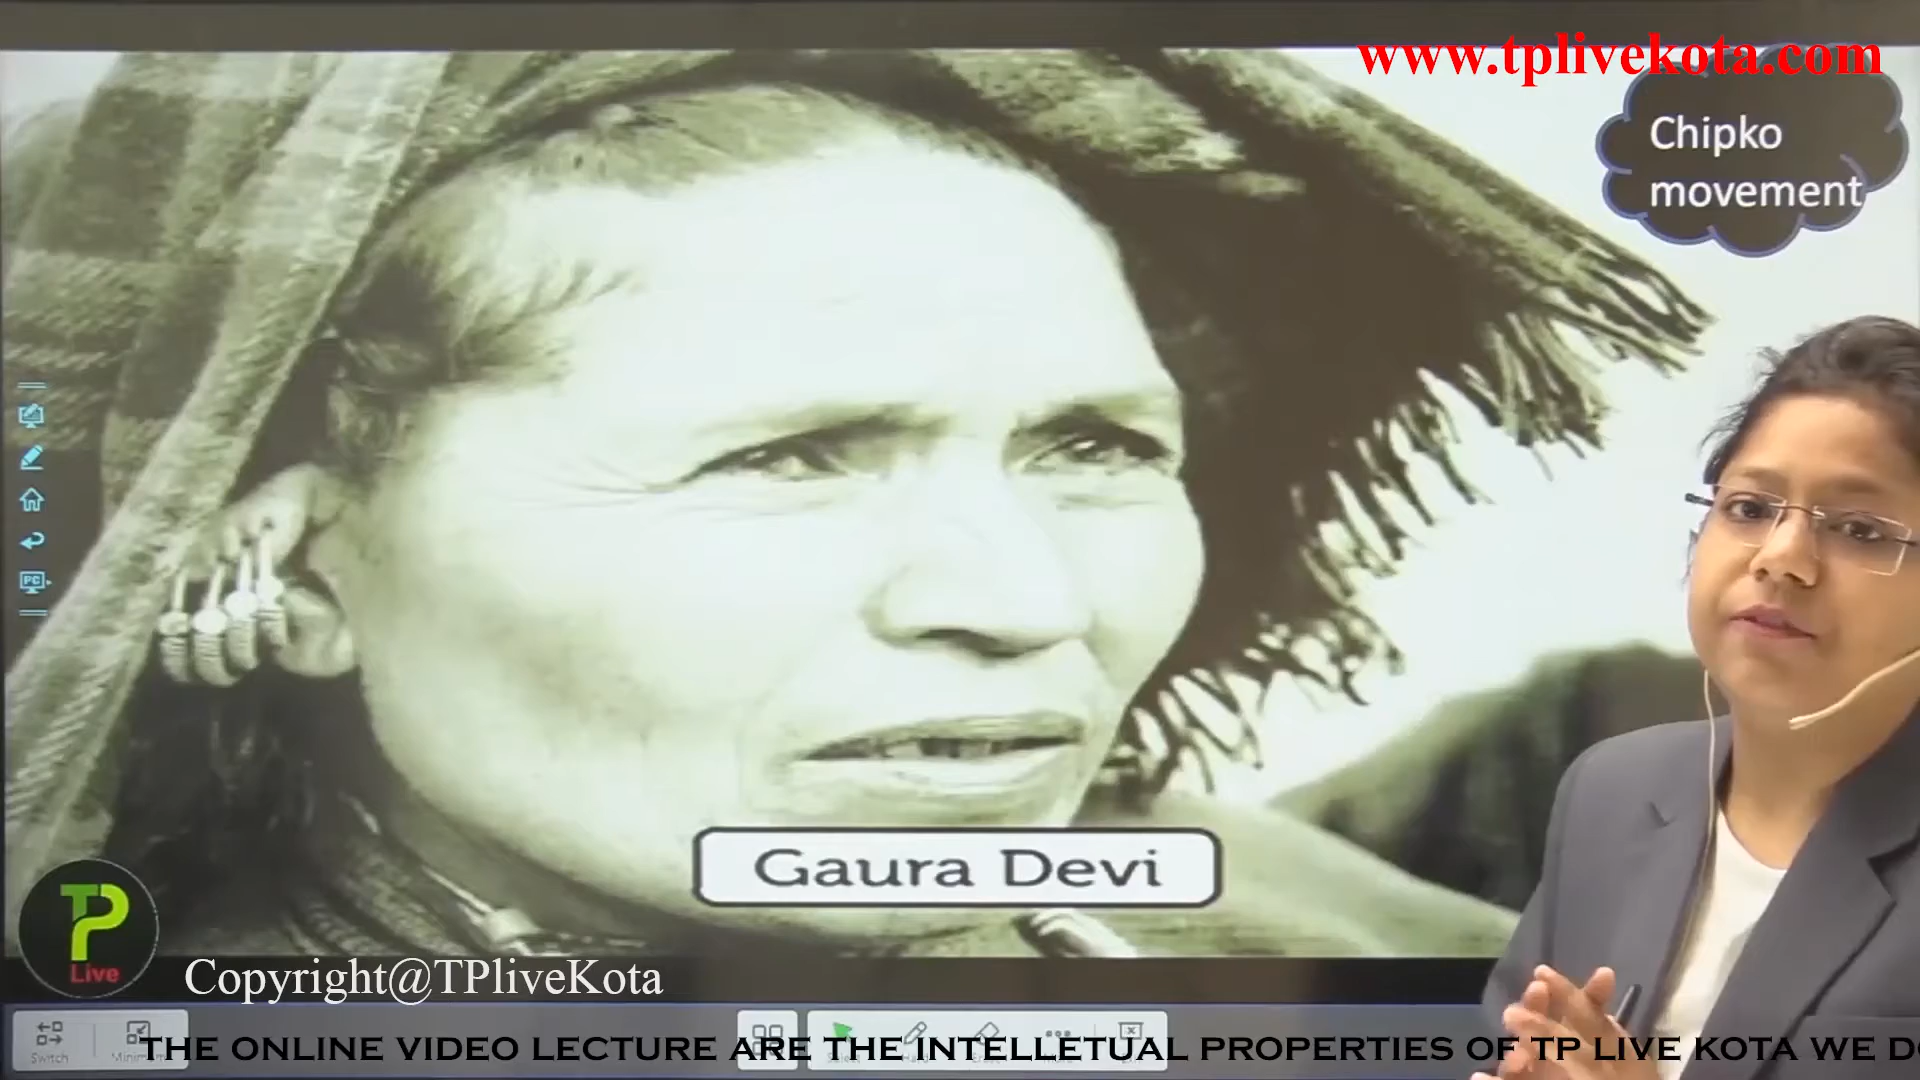 www.tplivekota.com
Chipko
movement
PC
Gaura Devi
TP
Live
Copyright@TPliveKota
Switch
THE ONLINE VIDEO LECTURE ARE THE INTELLETUAL PROPERTIES OF TP LIVE KOTA WE D